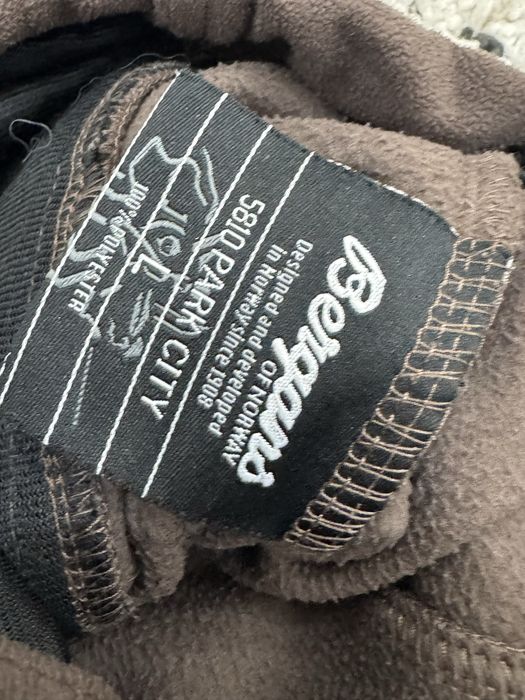 Bergans
OF NORWAY
Designed and developed
in Norway since 1908
5810 PARK CITY
L
100% POLYESTER